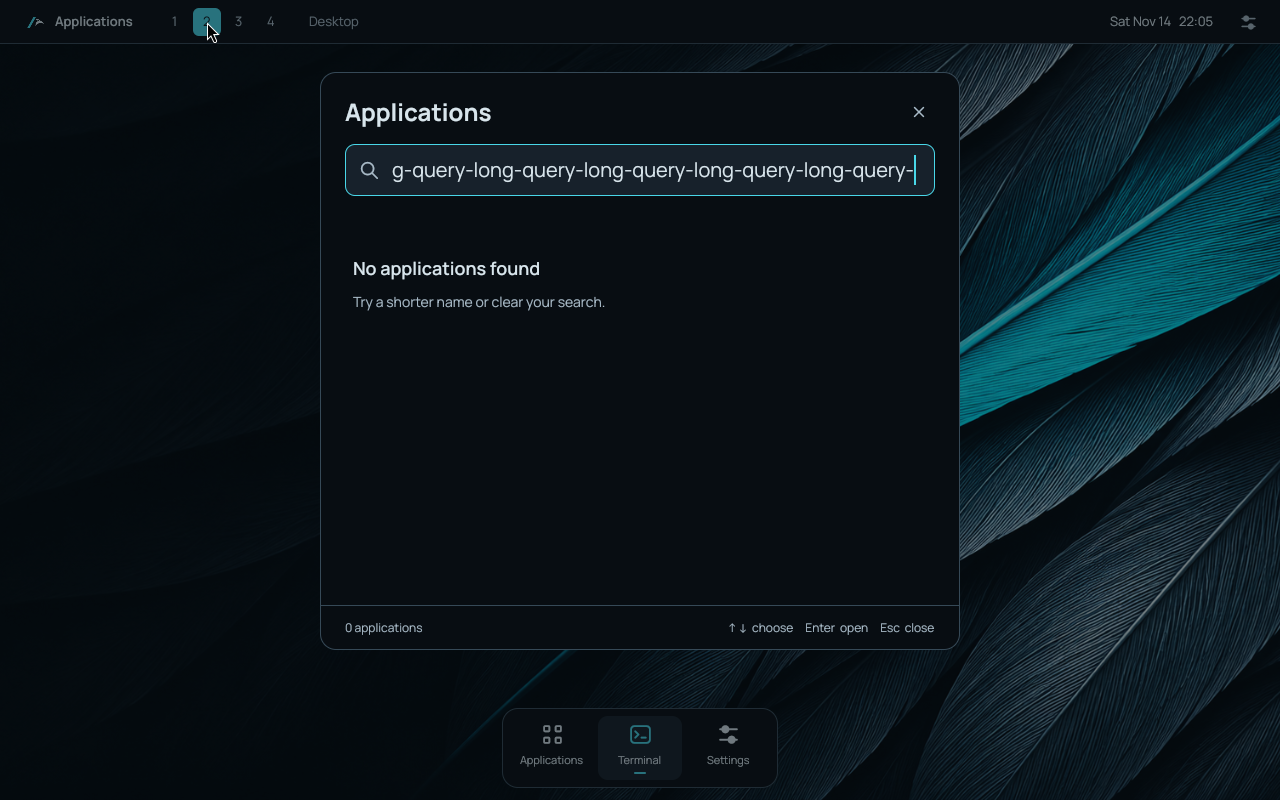 Applications 1 2 3 4 Desktop Sat Nov 14 22:05
Applications
g-query-long-query-long-query-long-query-long-query-
No applications found
Try a shorter name or clear your search.
0 applications ↑↓ choose Enter open Esc close
Applications Terminal Settings